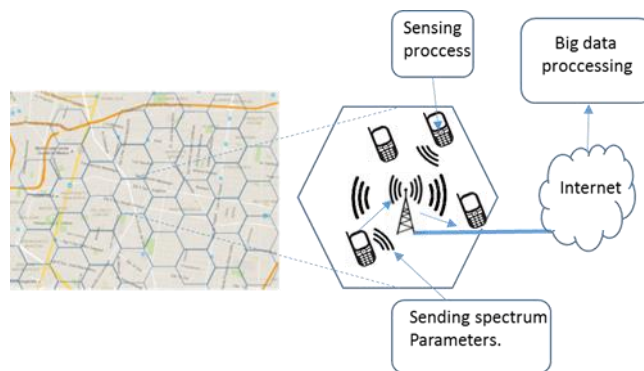 Sensing
proccess
Big data
proccessing
Internet
Sending spectrum
Parameters.